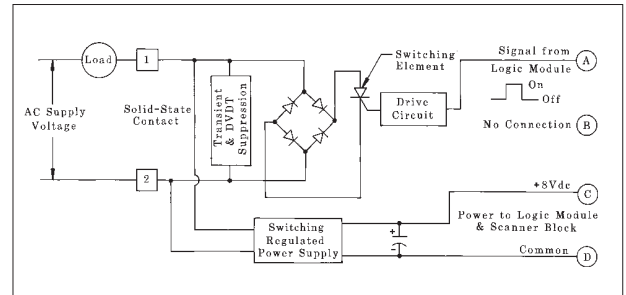 Load
1
Switching
Element
Signal from
Logic Module
A
On
Off
AC Supply
Voltage
Solid-State
Contact
Transient
& DVDT
Suppression
Drive
Circuit
No Connection
B
2
+8Vdc
C
Switching
Regulated
Power Supply
+
-
Power to Logic Module
& Scanner Block
Common
D